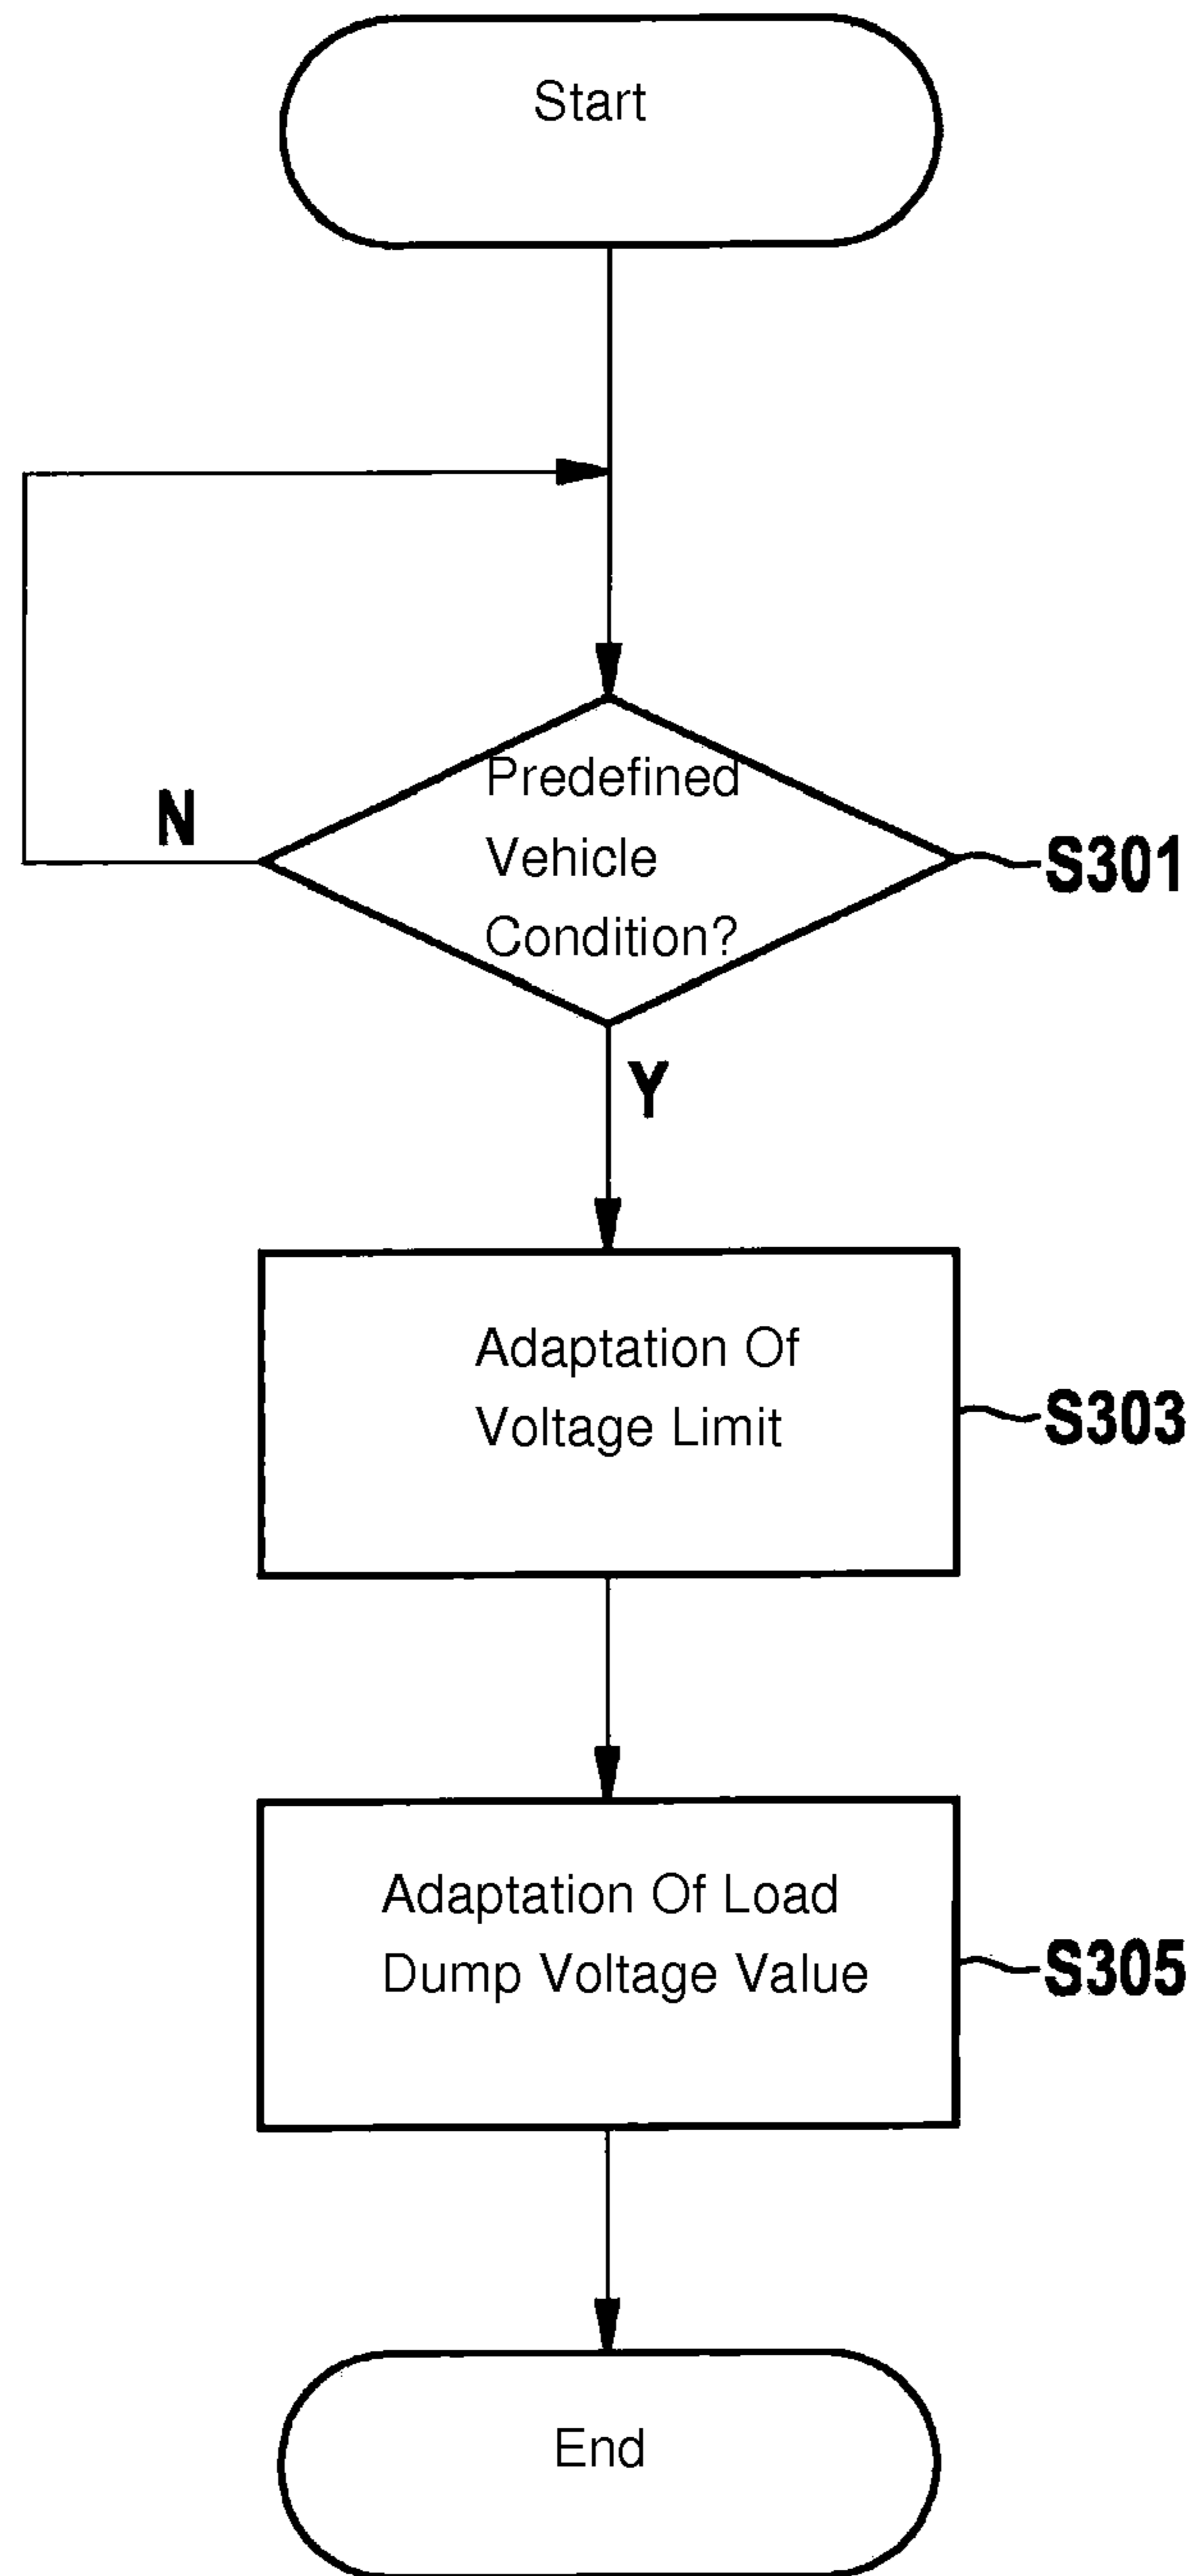 Start
N
Predefined
Vehicle
Condition?
S301
Y
Adaptation Of
Voltage Limit
S303
Adaptation Of Load
Dump Voltage Value
S305
End